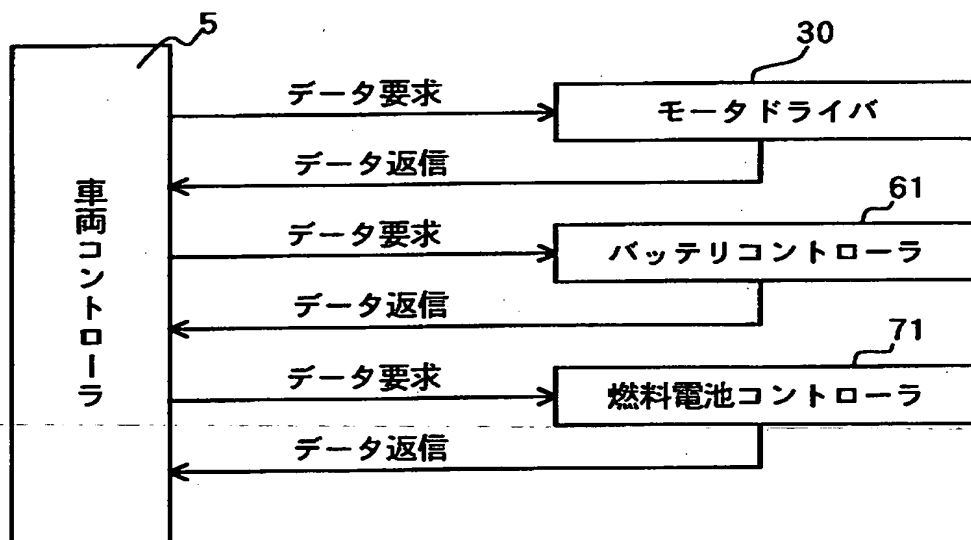 5
車両コントローラ
データ要求
30
モータドライバ
データ返信
データ要求
61
バッテリコントローラ
データ返信
データ要求
71
燃料電池コントローラ
データ返信